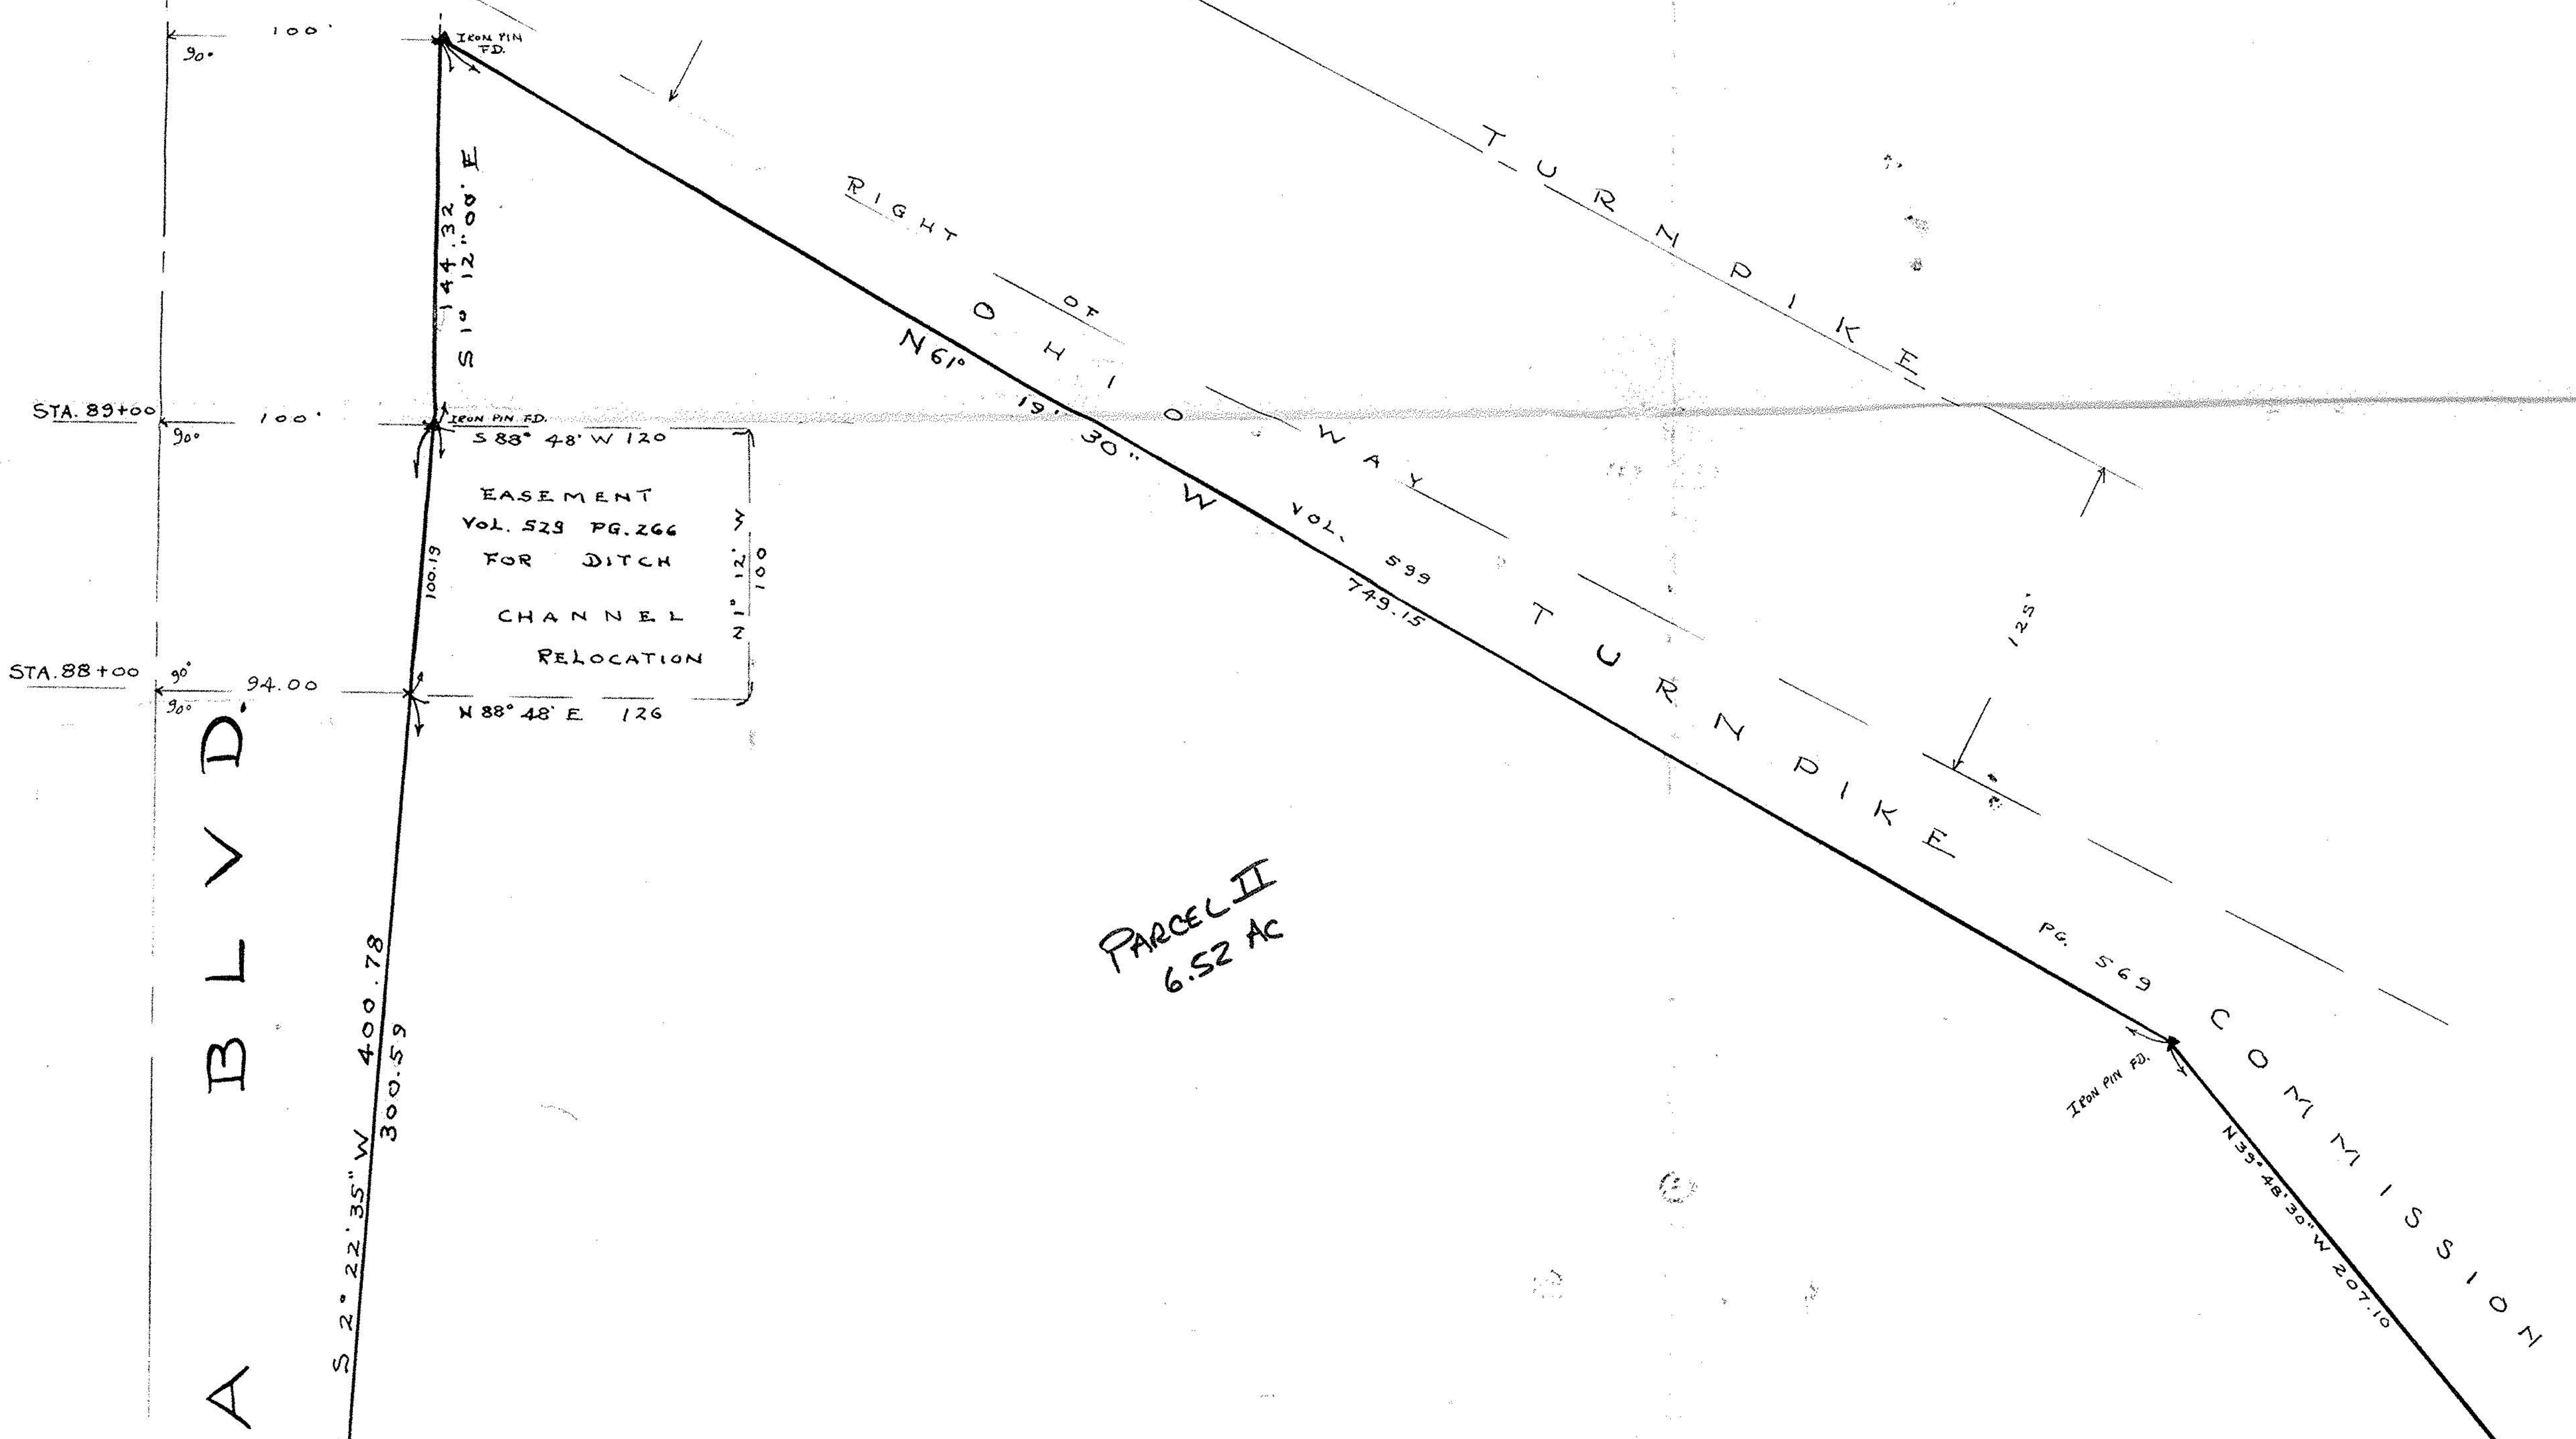 100'
90°
IRON PIN
FD.
144.32
S 1° 12" 00' E
STA. 89+00
100'
90°
IRON PIN FD.
S 88° 48' W 120
EASEMENT
VOL. 529 PG. 266
FOR DITCH
CHANNEL
RELOCATION
N 1° 12' W
100
100.19
STA. 88+00
90°
94.00
90°
N 88° 48' E 126
A BLVD.
S 2° 22' 35" W 400.78
300.59
RIGHT OF WAY
OHIO TURNPIKE COMMISSION
TURNPIKE
N 61° 19' 30" W
749.15
VOL. 599 PG. 569
125'
PARCEL II
6.52 AC
IRON PIN FD.
N 39° 48' 30" W 207.10